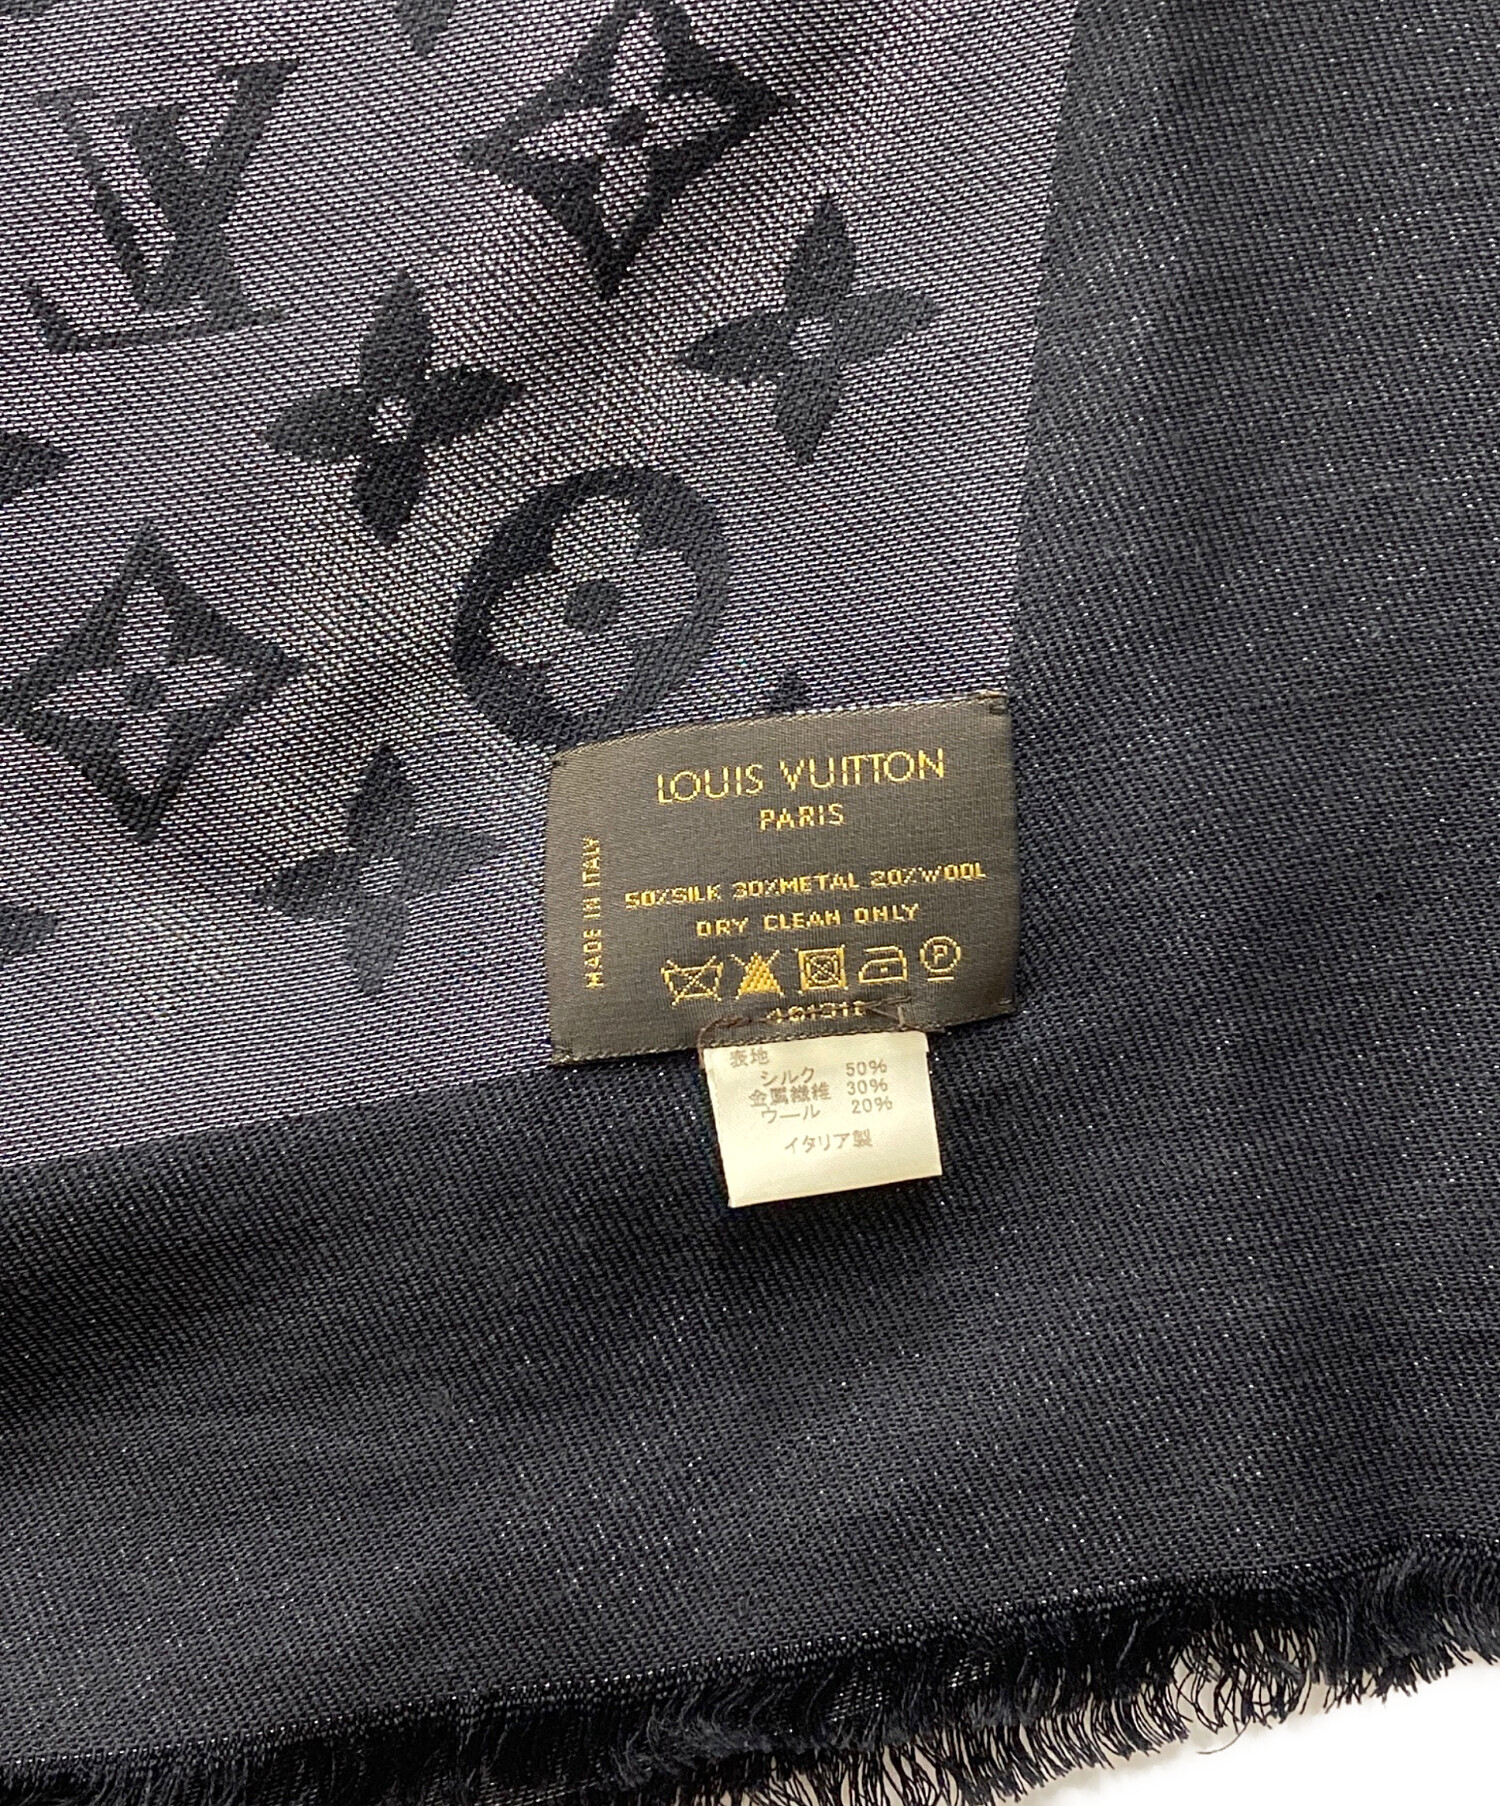 LOUIS VUITTON
PARIS
MADE IN ITALY
50%SILK 30%METAL 20%WOOL
DRY CLEAN ONLY
P
表地
シルク 50%
金属繊維 30%
ウール 20%
イタリア製